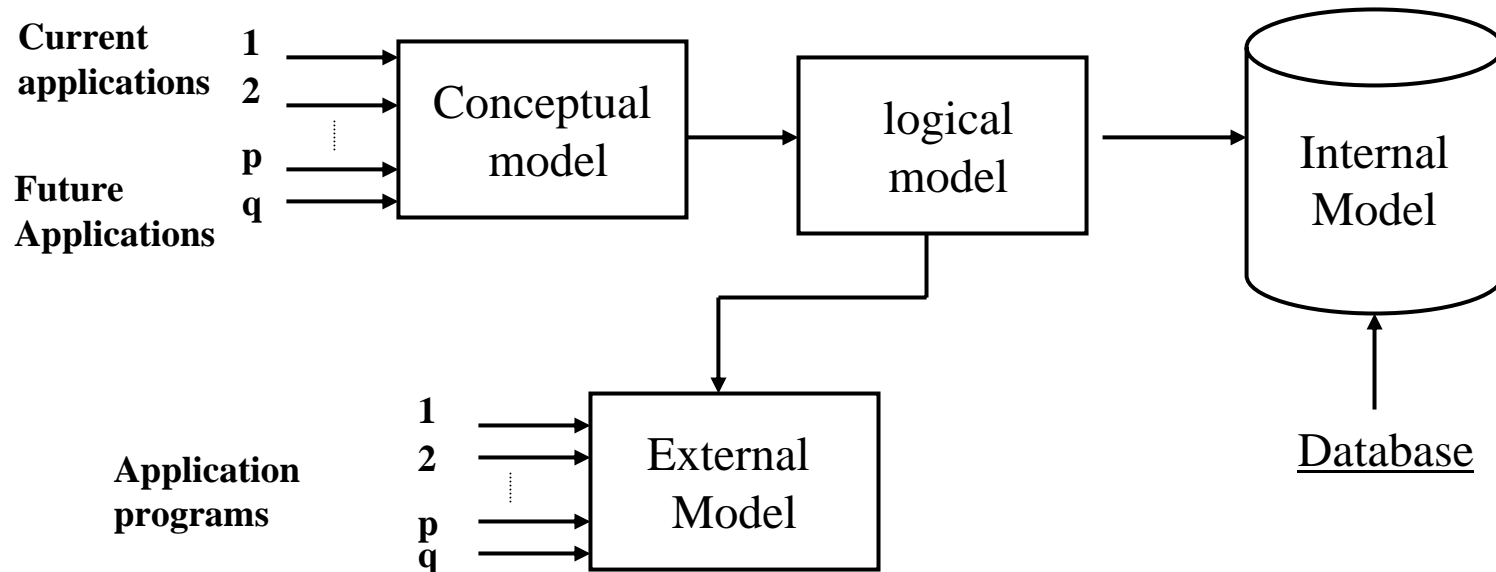 Current
applications
1
2
p
q
Future
Applications
Conceptual
model
logical
model
Internal
Model
Database
Application
programs
1
2
p
q
External
Model